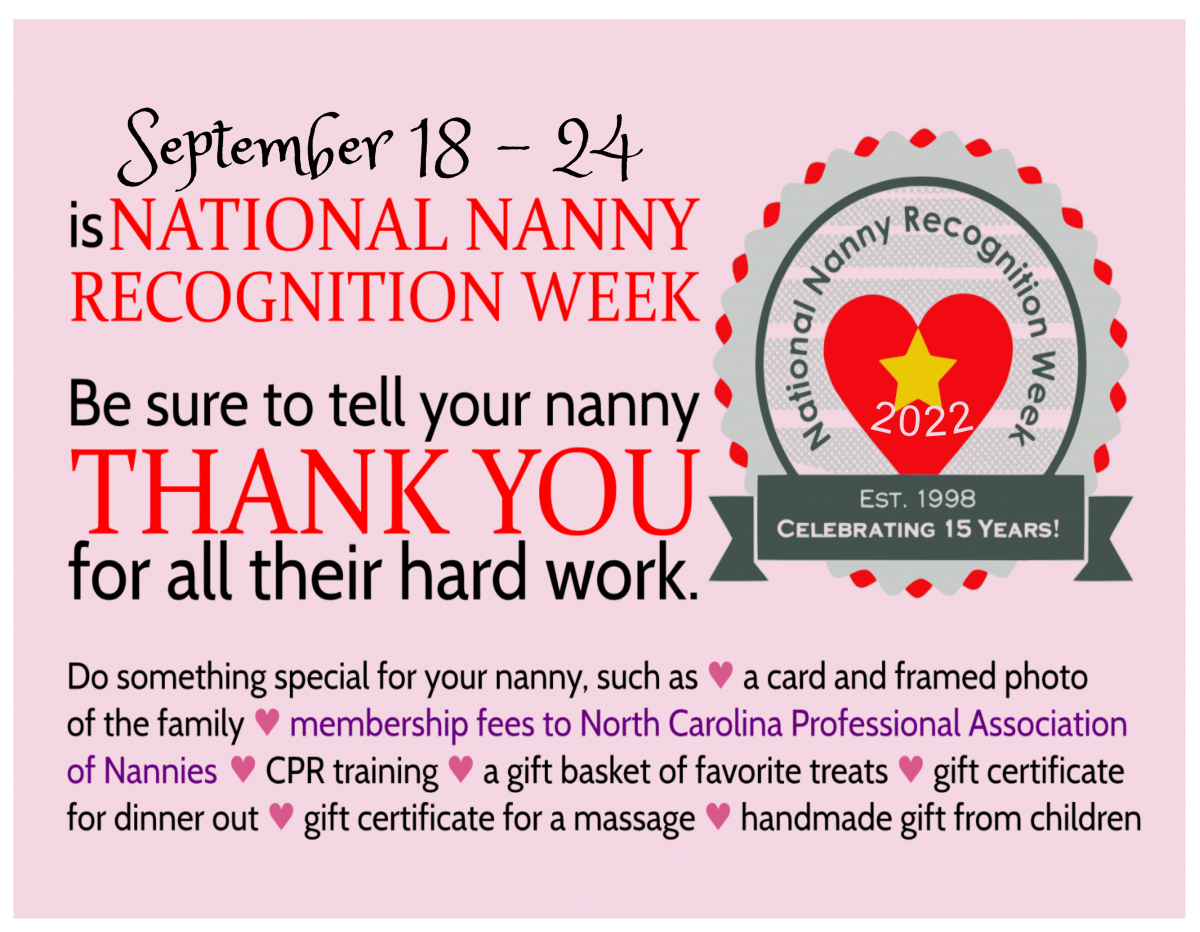 September 18 - 24
is NATIONAL NANNY
RECOGNITION WEEK
Be sure to tell your nanny
THANK YOU
for all their hard work.
National Nanny Recognition Week
2022
EST. 1998
CELEBRATING 15 YEARS!
Do something special for your nanny, such as ♥ a card and framed photo
of the family ♥ membership fees to North Carolina Professional Association
of Nannies ♥ CPR training ♥ a gift basket of favorite treats ♥ gift certificate
for dinner out ♥ gift certificate for a massage ♥ handmade gift from children